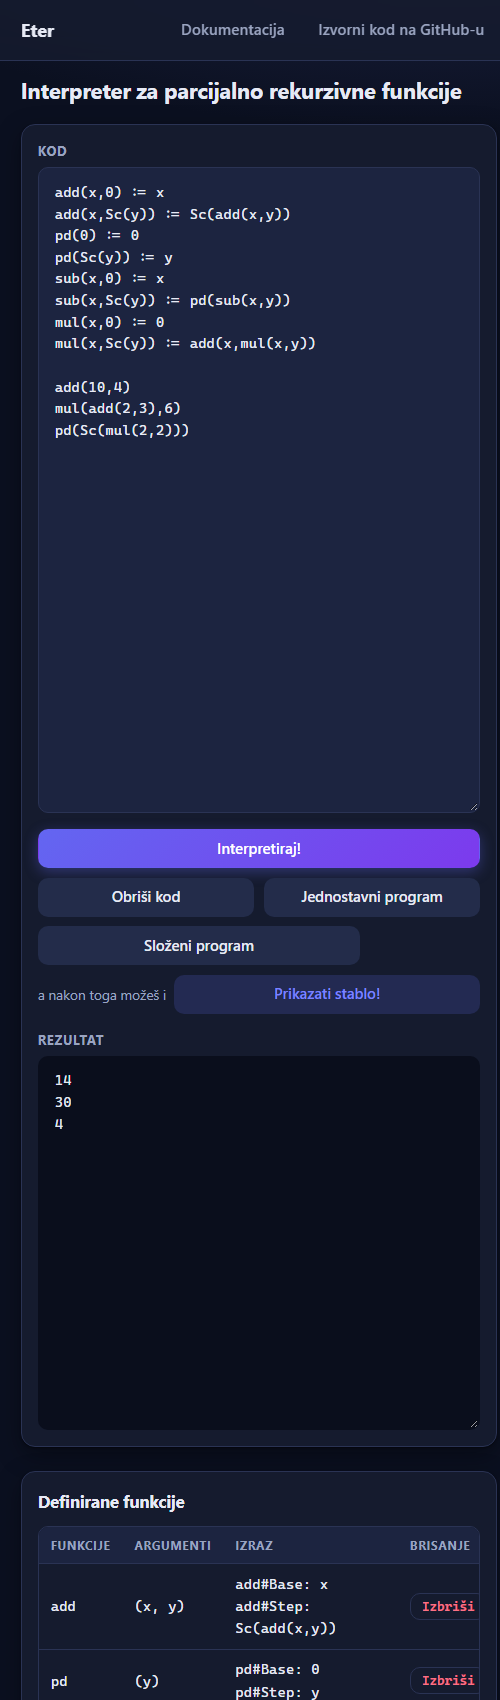 Eter
Dokumentacija
Izvorni kod na GitHub-u
Interpreter za parcijalno rekurzivne funkcije
KOD
add(x,0) := x
add(x,Sc(y)) := Sc(add(x,y))
pd(0) := 0
pd(Sc(y)) := y
sub(x,0) := x
sub(x,Sc(y)) := pd(sub(x,y))
mul(x,0) := 0
mul(x,Sc(y)) := add(x,mul(x,y))
add(10,4)
mul(add(2,3),6)
pd(Sc(mul(2,2)))
Interpretiraj!
Obriši kod
Jednostavni program
Složeni program
a nakon toga možeš i
Prikazati stablo!
REZULTAT
14
30
4
Definirane funkcije
FUNKCIJE ARGUMENTI IZRAZ BRISANJE
add (x, y) add#Base: x
add#Step:
Sc(add(x,y))
Izbriši
pd (y) pd#Base: 0
pd#Step: y
Izbriši